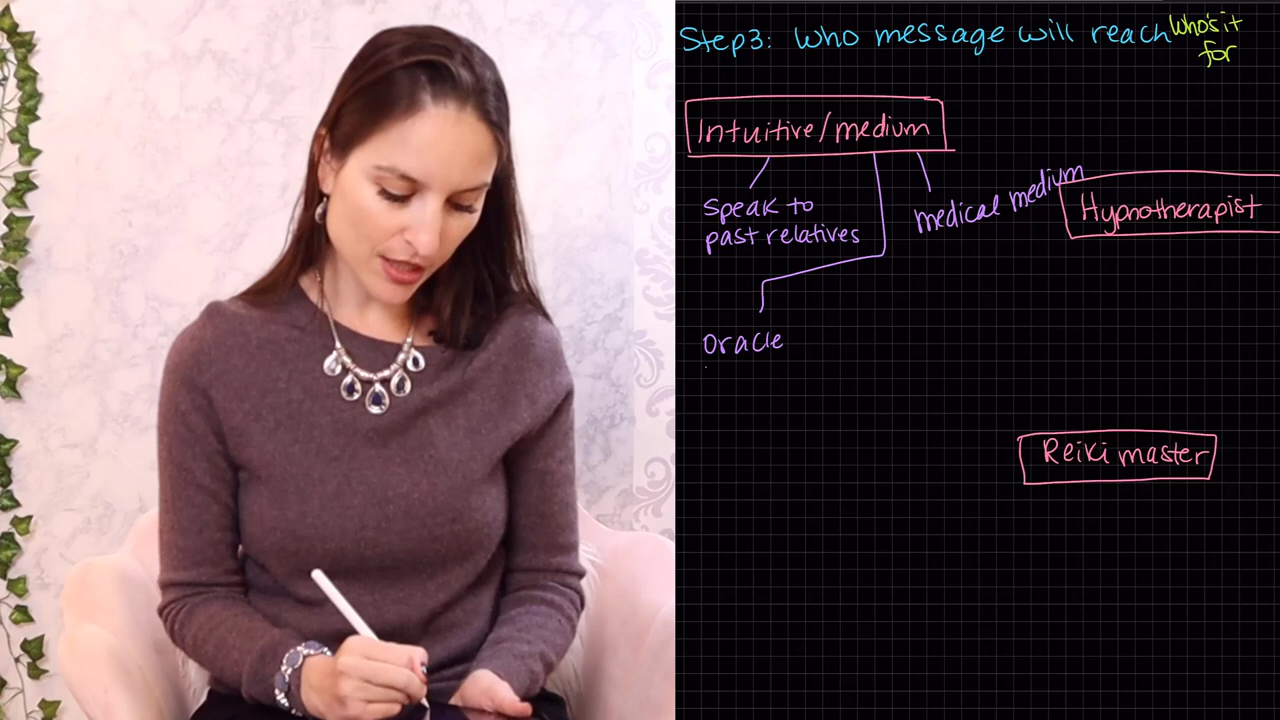 Step3: Who message will reach
Who's it
for
Intuitive/medium
Speak to
past relatives
medical medium
Hypnotherapist
oracle
Reiki master